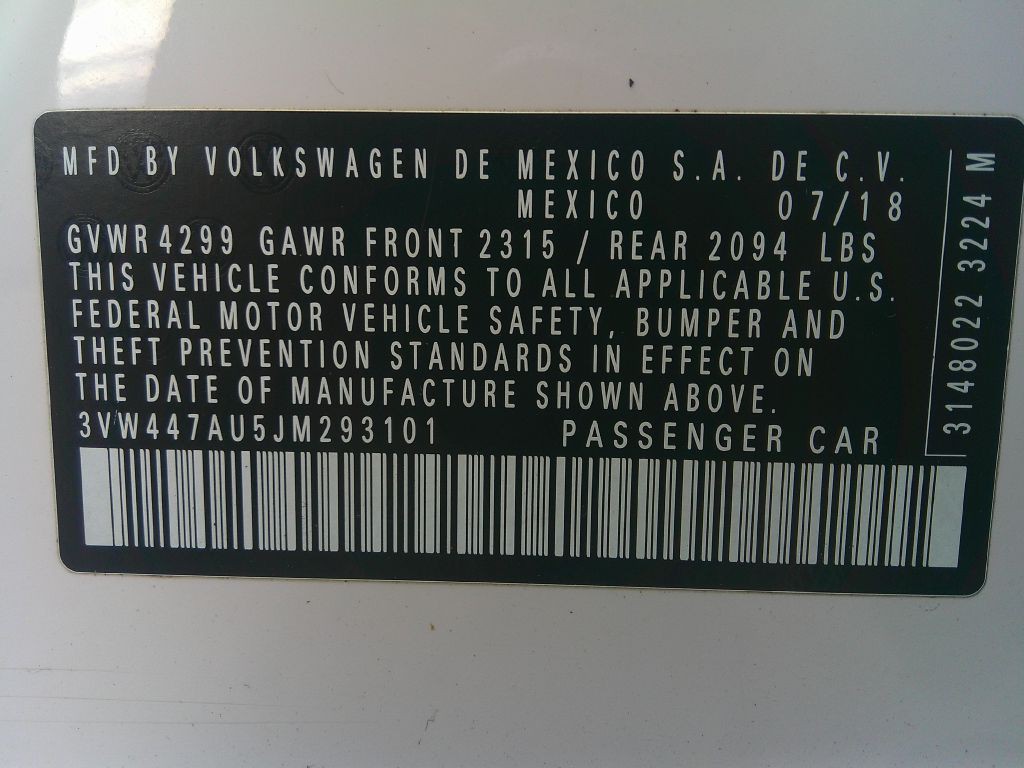 MFD BY VOLKSWAGEN DE MEXICO S.A. DE C.V.
MEXICO 07/18
GVWR 4299 GAWR FRONT 2315 / REAR 2094 LBS
THIS VEHICLE CONFORMS TO ALL APPLICABLE U.S.
FEDERAL MOTOR VEHICLE SAFETY, BUMPER AND
THEFT PREVENTION STANDARDS IN EFFECT ON
THE DATE OF MANUFACTURE SHOWN ABOVE.
3VW447AU5JM293101 PASSENGER CAR
3148022 3224 M